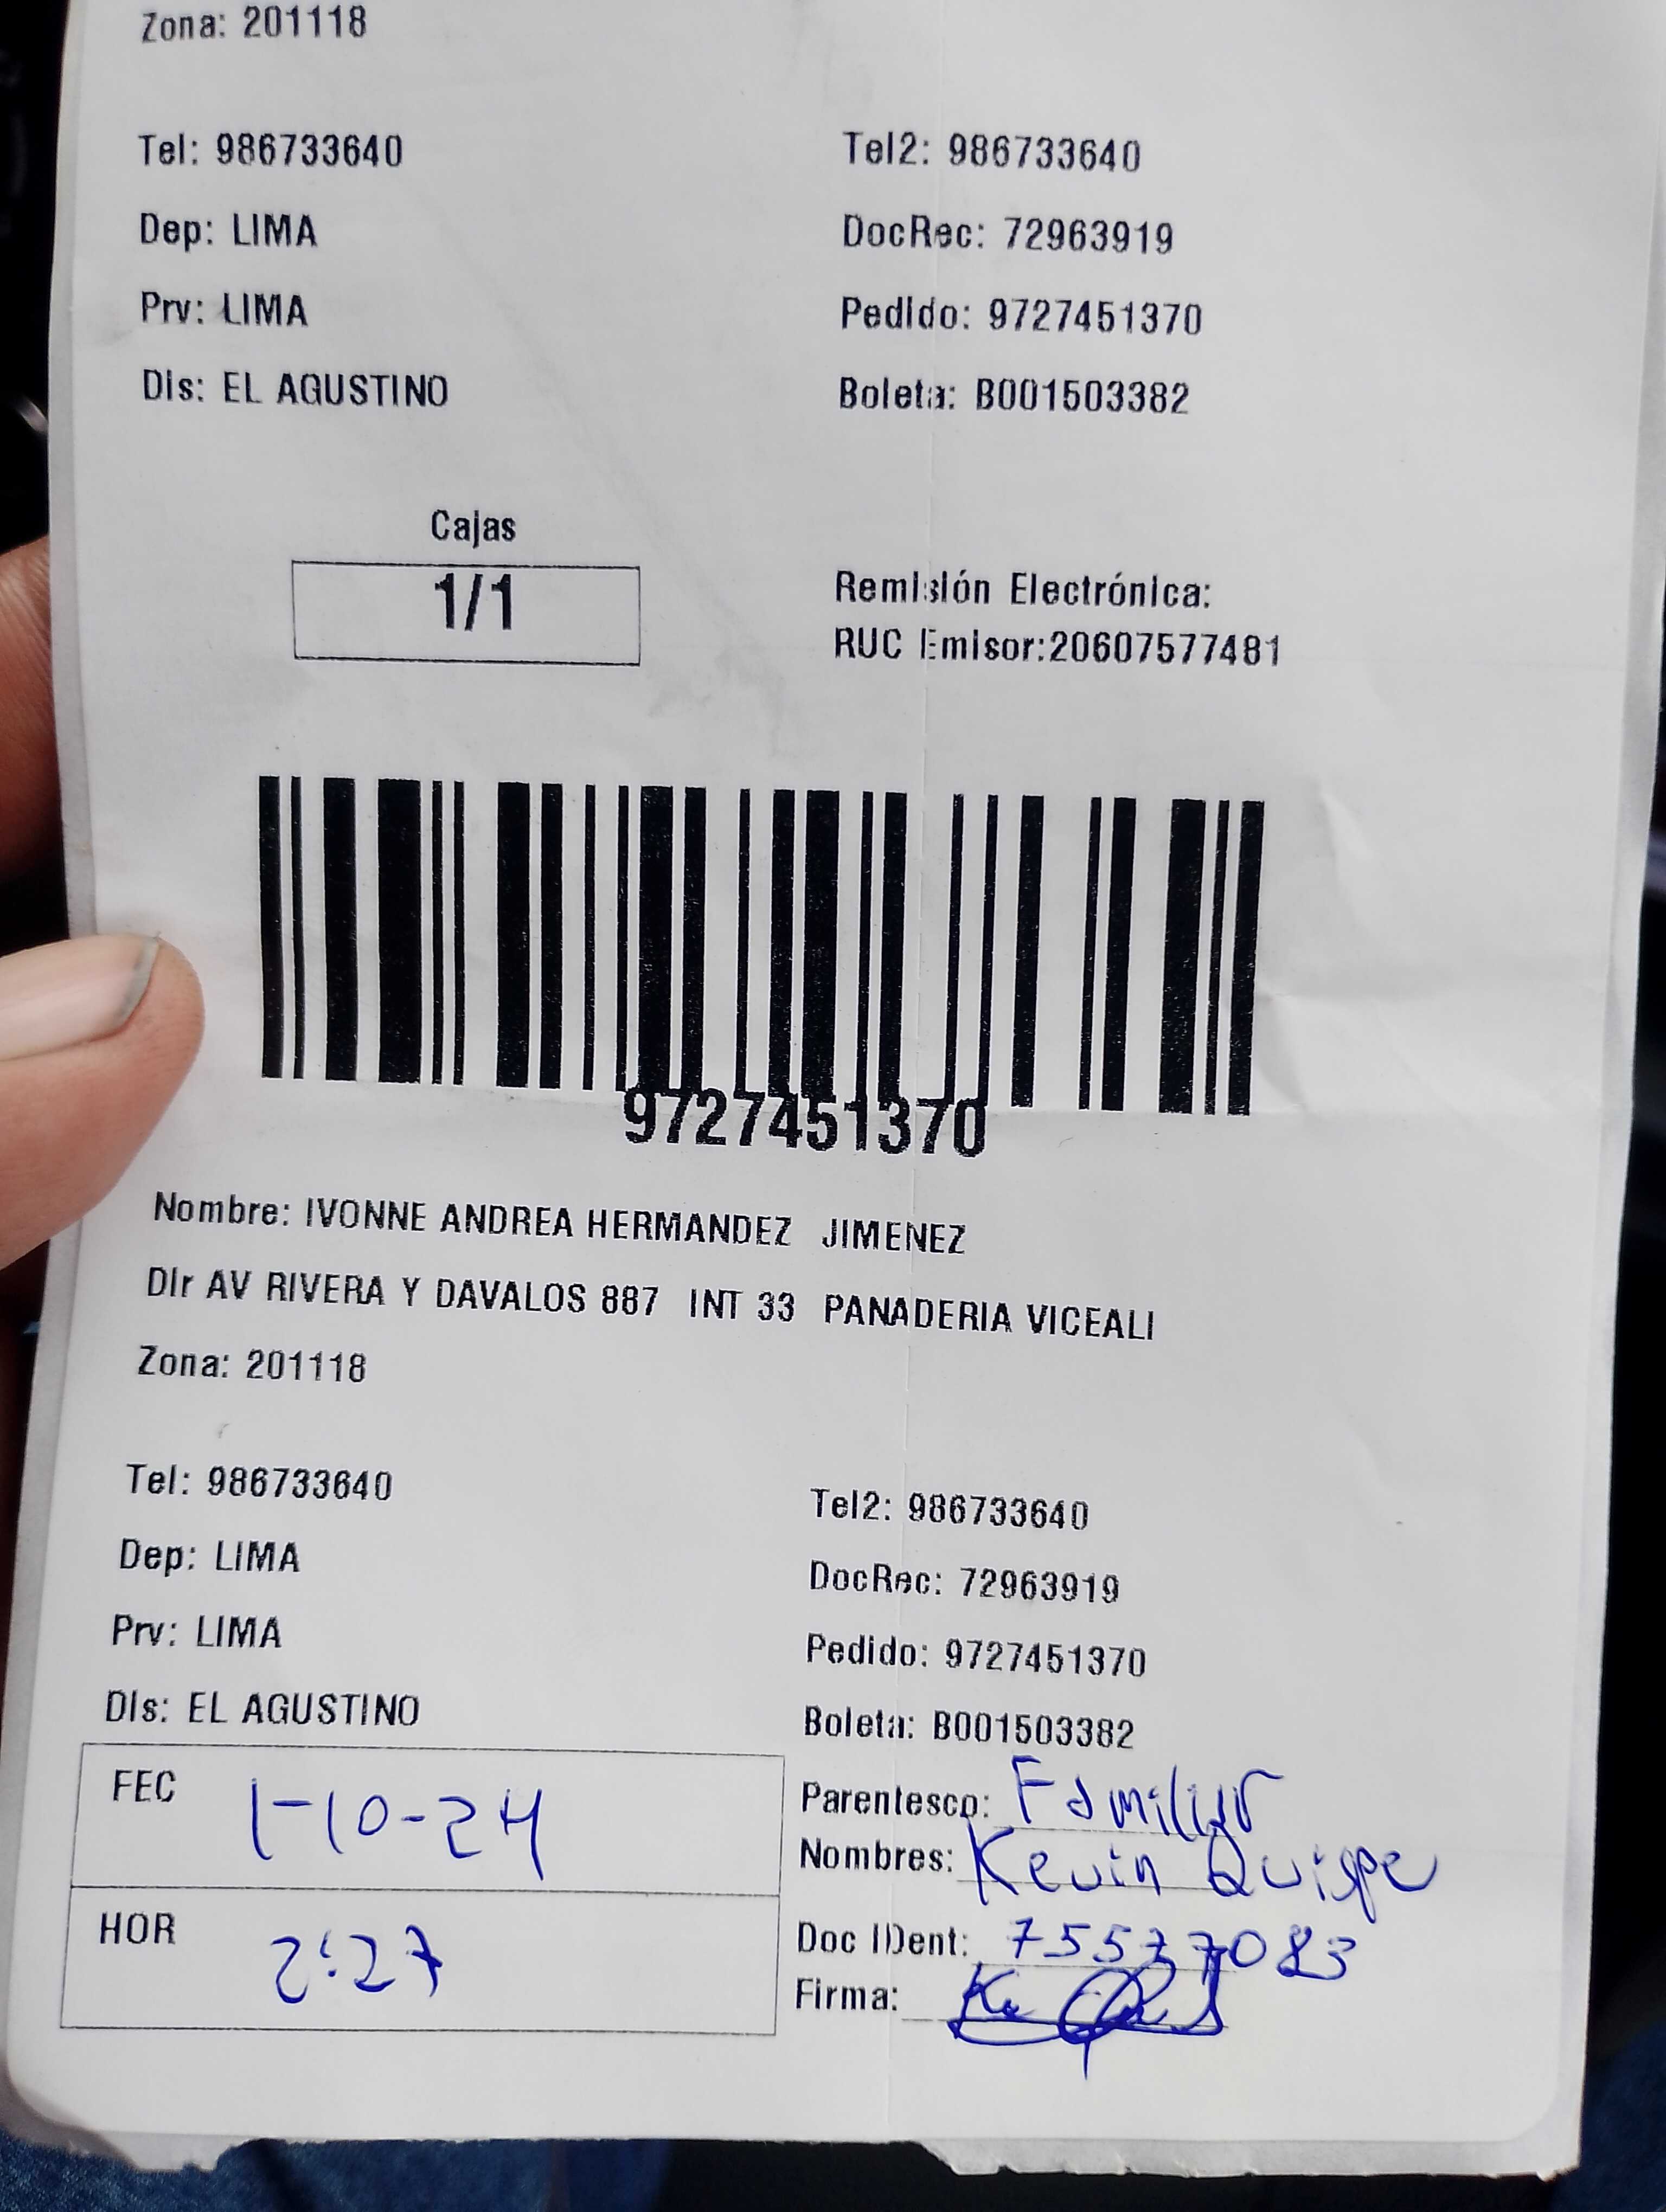 Zona: 201118
Tel: 986733640
Tel2: 986733640
Dep: LIMA
DocRec: 72963919
Prv: LIMA
Pedido: 9727451370
Dis: EL AGUSTINO
Boleta: B001503382
Cajas
1/1
Remisión Electrónica:
RUC Emisor:20607577481
9727451370
Nombre: IVONNE ANDREA HERMANDEZ JIMENEZ
Dir AV RIVERA Y DAVALOS 887 INT 33 PANADERIA VICEALI
Zona: 201118
Tel: 986733640
Tel2: 986733640
Dep: LIMA
DocRec: 72963919
Prv: LIMA
Pedido: 9727451370
Dis: EL AGUSTINO
Boleta: B001503382
FEC 1-10-24
Parentesco: Familiar
Nombres: Kevin Quispe
HOR 2:27
Doc IDent: 75577083
Firma: